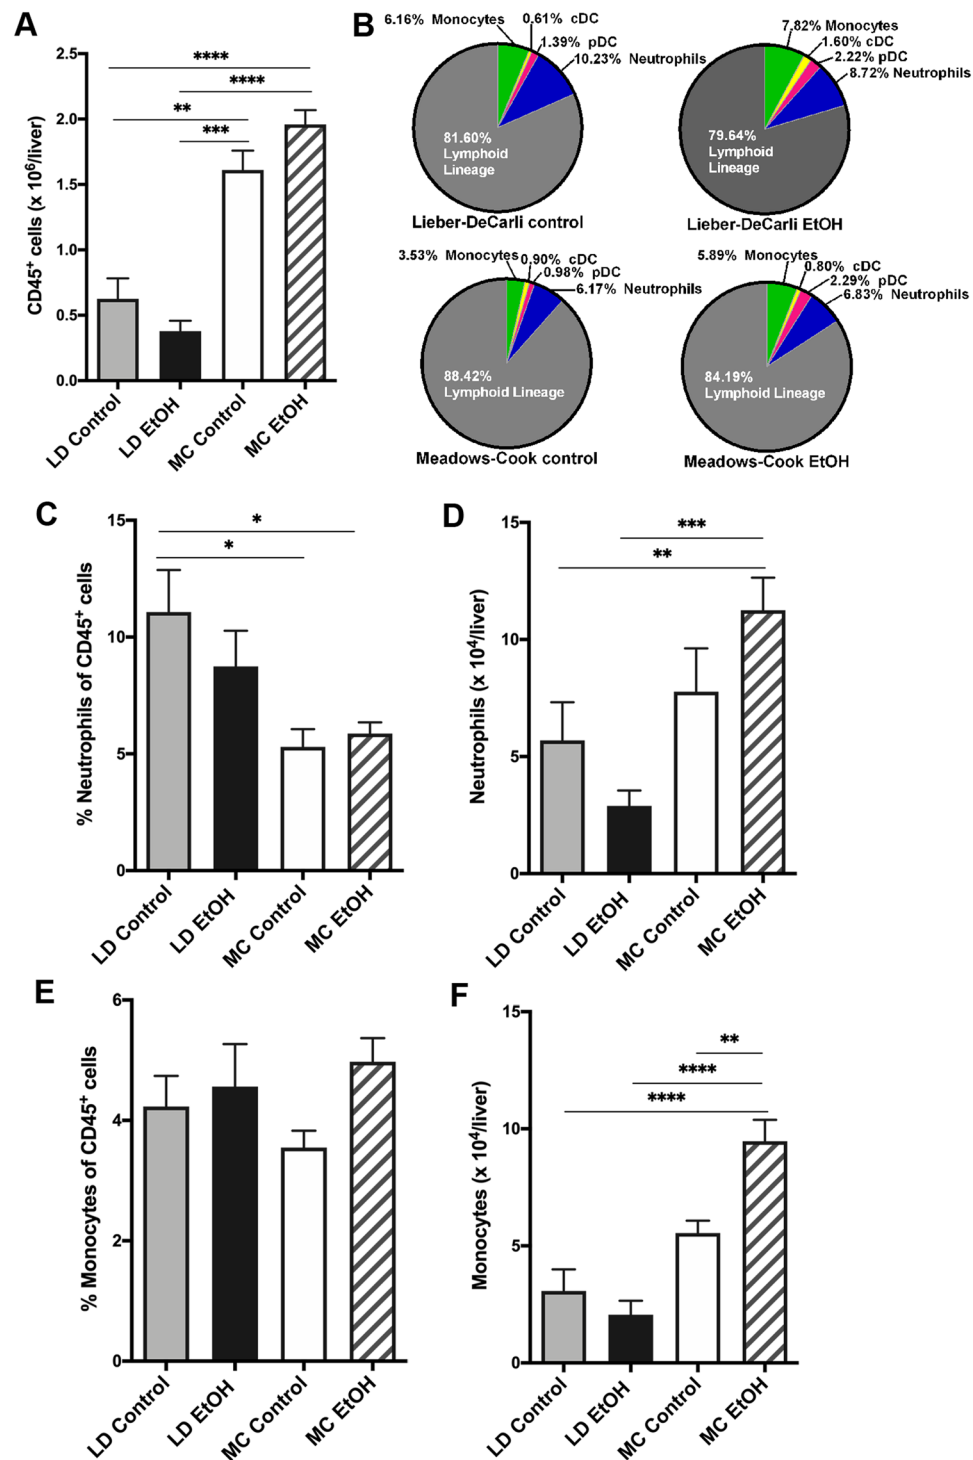 A
CD45⁺ cells (x 10⁶/liver)
2.5
2.0
1.5
1.0
0.5
0.0
****
****
**
***
LD Control
LD EtOH
MC Control
MC EtOH
B
6.16% Monocytes
0.61% cDC
1.39% pDC
10.23% Neutrophils
81.60%
Lymphoid
Lineage
Lieber-DeCarli control
7.82% Monocytes
1.60% cDC
2.22% pDC
8.72% Neutrophils
79.64%
Lymphoid
Lineage
Lieber-DeCarli EtOH
3.53% Monocytes
0.90% cDC
0.98% pDC
6.17% Neutrophils
88.42%
Lymphoid Lineage
Meadows-Cook control
5.89% Monocytes
0.80% cDC
2.29% pDC
6.83% Neutrophils
84.19%
Lymphoid Lineage
Meadows-Cook EtOH
C
% Neutrophils of CD45⁺ cells
15
10
5
0
*
*
LD Control
LD EtOH
MC Control
MC EtOH
D
Neutrophils (x 10⁴/liver)
15
10
5
0
***
**
LD Control
LD EtOH
MC Control
MC EtOH
E
% Monocytes of CD45⁺ cells
6
4
2
0
LD Control
LD EtOH
MC Control
MC EtOH
F
Monocytes (x 10⁴/liver)
15
10
5
0
**
****
****
LD Control
LD EtOH
MC Control
MC EtOH